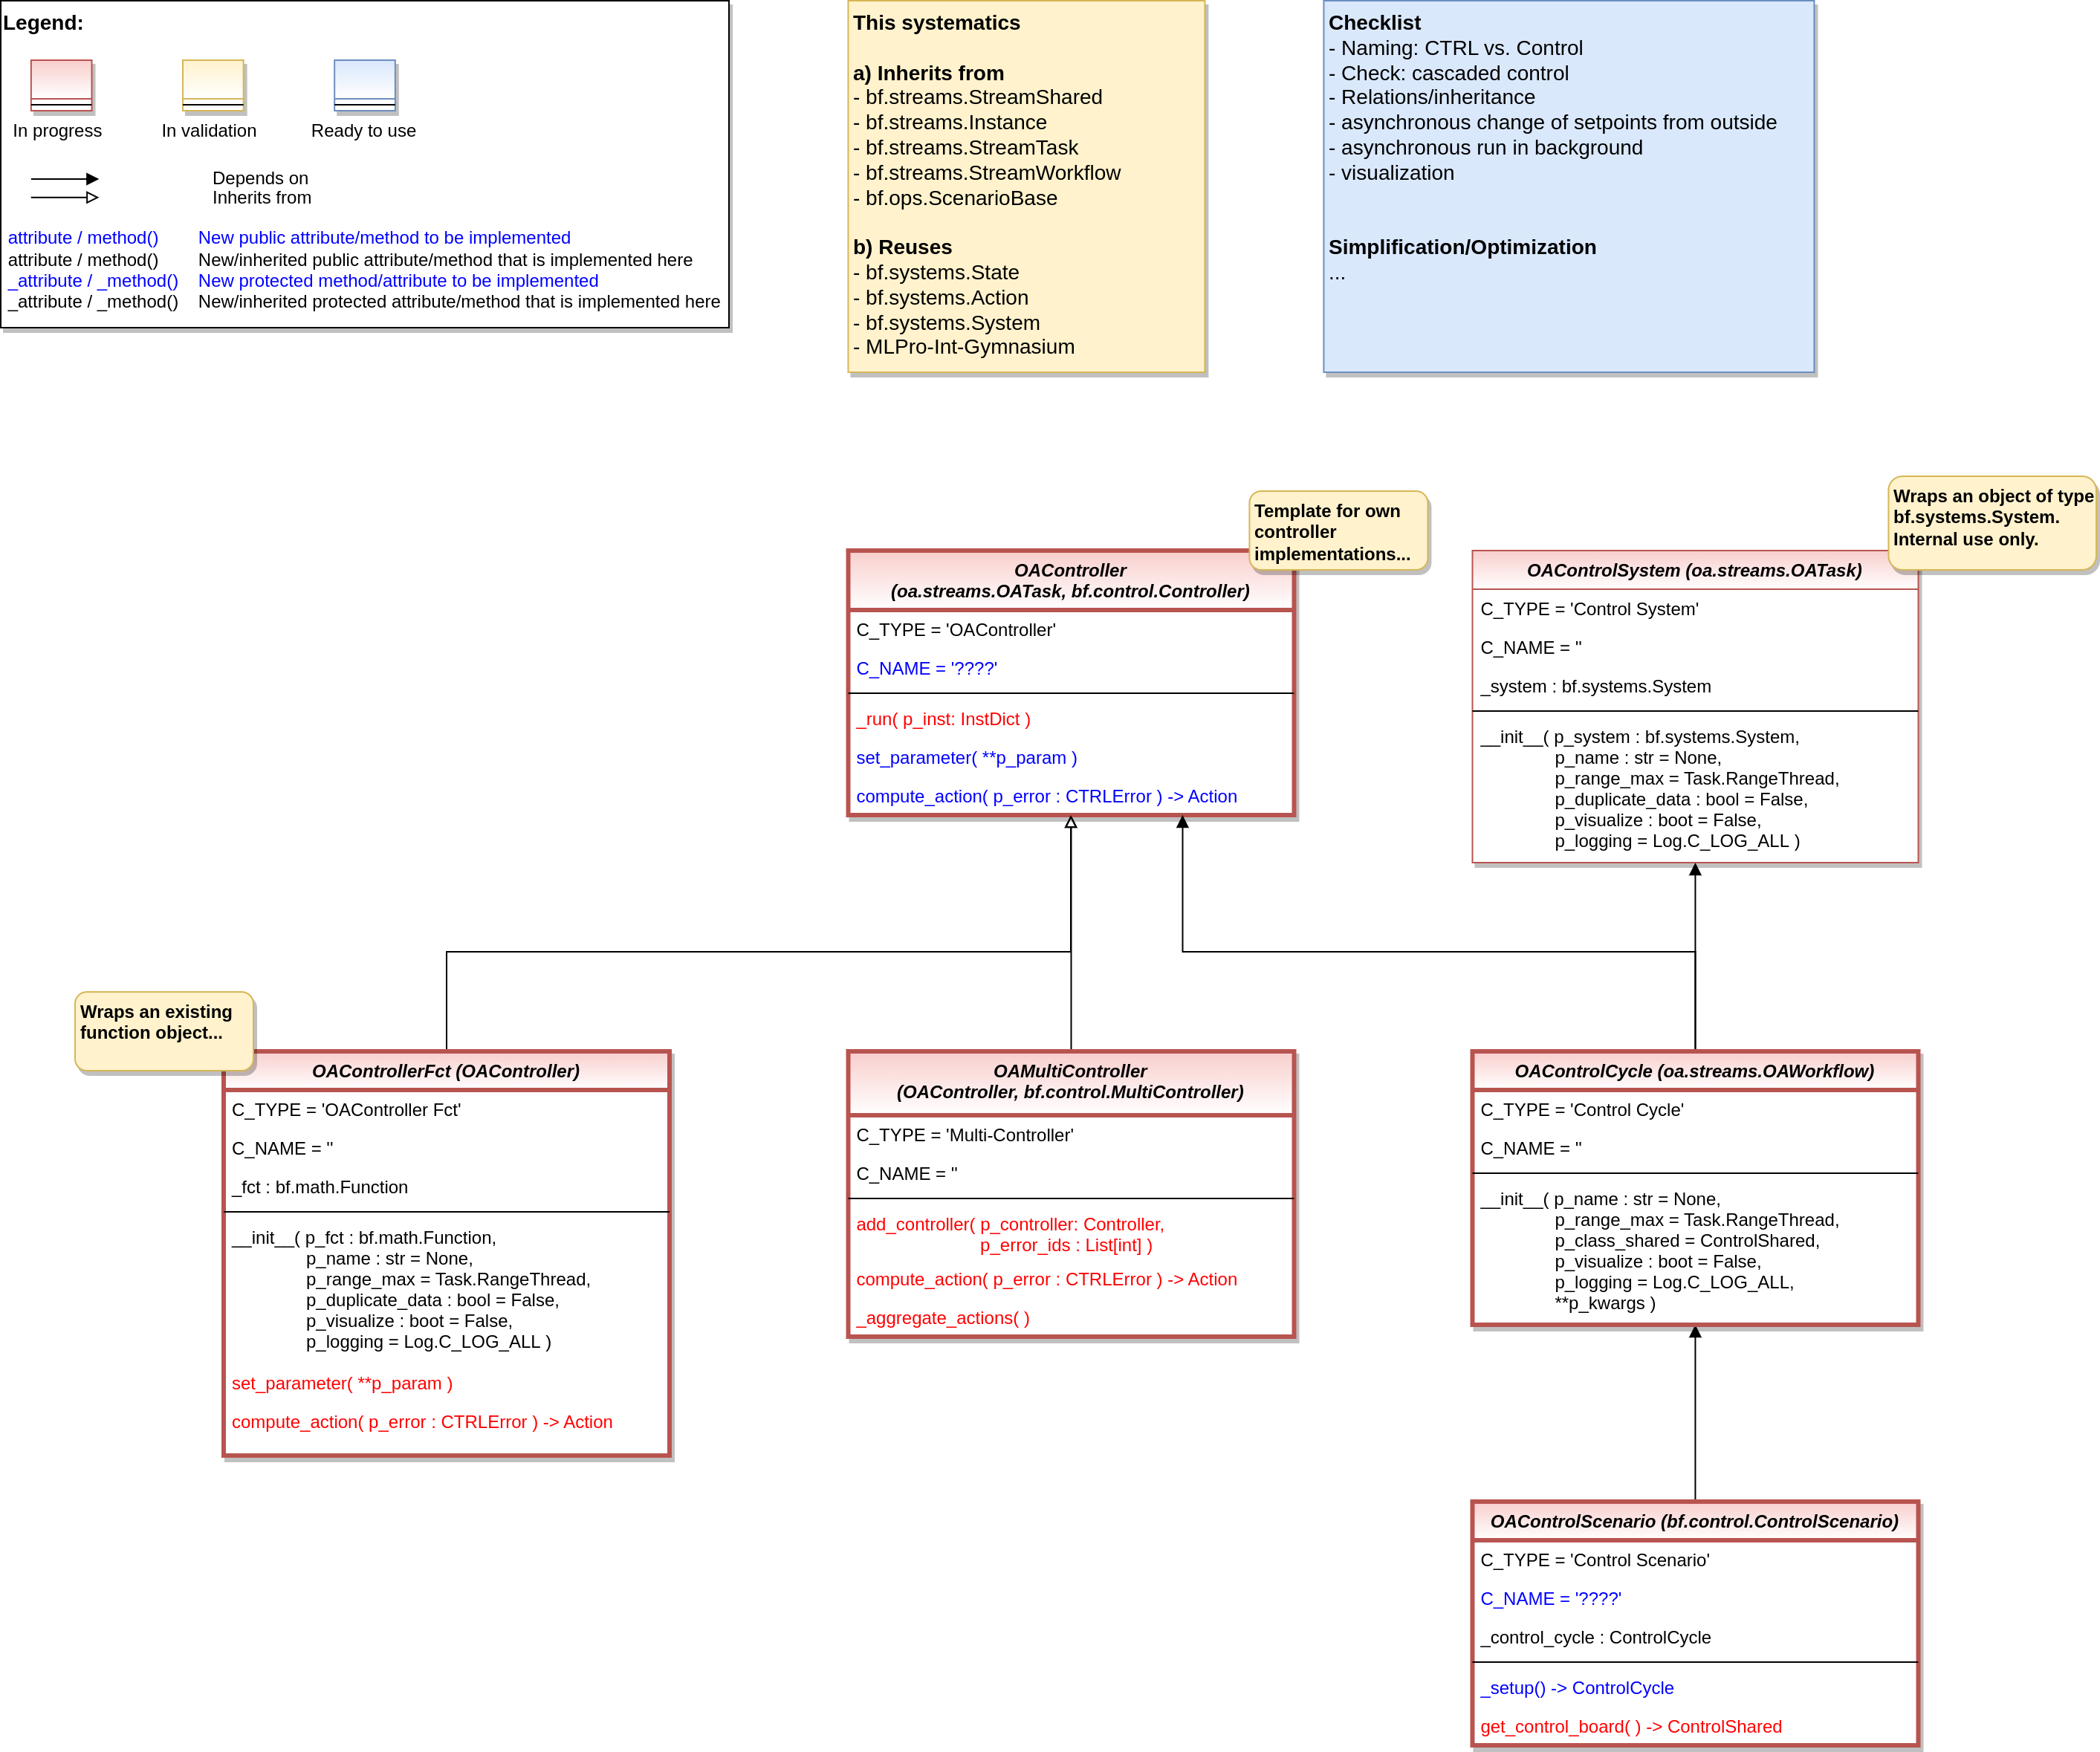 Legend:
In progress
In validation
Ready to use
Depends on
Inherits from
attribute / method() New public attribute/method to be implemented
attribute / method() New/inherited public attribute/method that is implemented here
_attribute / _method() New protected method/attribute to be implemented
_attribute / _method() New/inherited protected attribute/method that is implemented here
This systematics
a) Inherits from
- bf.streams.StreamShared
- bf.streams.Instance
- bf.streams.StreamTask
- bf.streams.StreamWorkflow
- bf.ops.ScenarioBase
b) Reuses
- bf.systems.State
- bf.systems.Action
- bf.systems.System
- MLPro-Int-Gymnasium
Checklist
- Naming: CTRL vs. Control
- Check: cascaded control
- Relations/inheritance
- asynchronous change of setpoints from outside
- asynchronous run in background
- visualization
Simplification/Optimization
...
Template for own
controller
implementations...
OAController
(oa.streams.OATask, bf.control.Controller)
C_TYPE = 'OAController'
C_NAME = '????'
_run( p_inst: InstDict )
set_parameter( **p_param )
compute_action( p_error : CTRLError ) -> Action
Wraps an object of type
bf.systems.System.
Internal use only.
OAControlSystem (oa.streams.OATask)
C_TYPE = 'Control System'
C_NAME = ''
_system : bf.systems.System
__init__( p_system : bf.systems.System,
p_name : str = None,
p_range_max = Task.RangeThread,
p_duplicate_data : bool = False,
p_visualize : boot = False,
p_logging = Log.C_LOG_ALL )
Wraps an existing
function object...
OAControllerFct (OAController)
C_TYPE = 'OAController Fct'
C_NAME = ''
_fct : bf.math.Function
__init__( p_fct : bf.math.Function,
p_name : str = None,
p_range_max = Task.RangeThread,
p_duplicate_data : bool = False,
p_visualize : boot = False,
p_logging = Log.C_LOG_ALL )
set_parameter( **p_param )
compute_action( p_error : CTRLError ) -> Action
OAMultiController
(OAController, bf.control.MultiController)
C_TYPE = 'Multi-Controller'
C_NAME = ''
add_controller( p_controller: Controller,
p_error_ids : List[int] )
compute_action( p_error : CTRLError ) -> Action
_aggregate_actions( )
OAControlCycle (oa.streams.OAWorkflow)
C_TYPE = 'Control Cycle'
C_NAME = ''
__init__( p_name : str = None,
p_range_max = Task.RangeThread,
p_class_shared = ControlShared,
p_visualize : boot = False,
p_logging = Log.C_LOG_ALL,
**p_kwargs )
OAControlScenario (bf.control.ControlScenario)
C_TYPE = 'Control Scenario'
C_NAME = '????'
_control_cycle : ControlCycle
_setup() -> ControlCycle
get_control_board( ) -> ControlShared